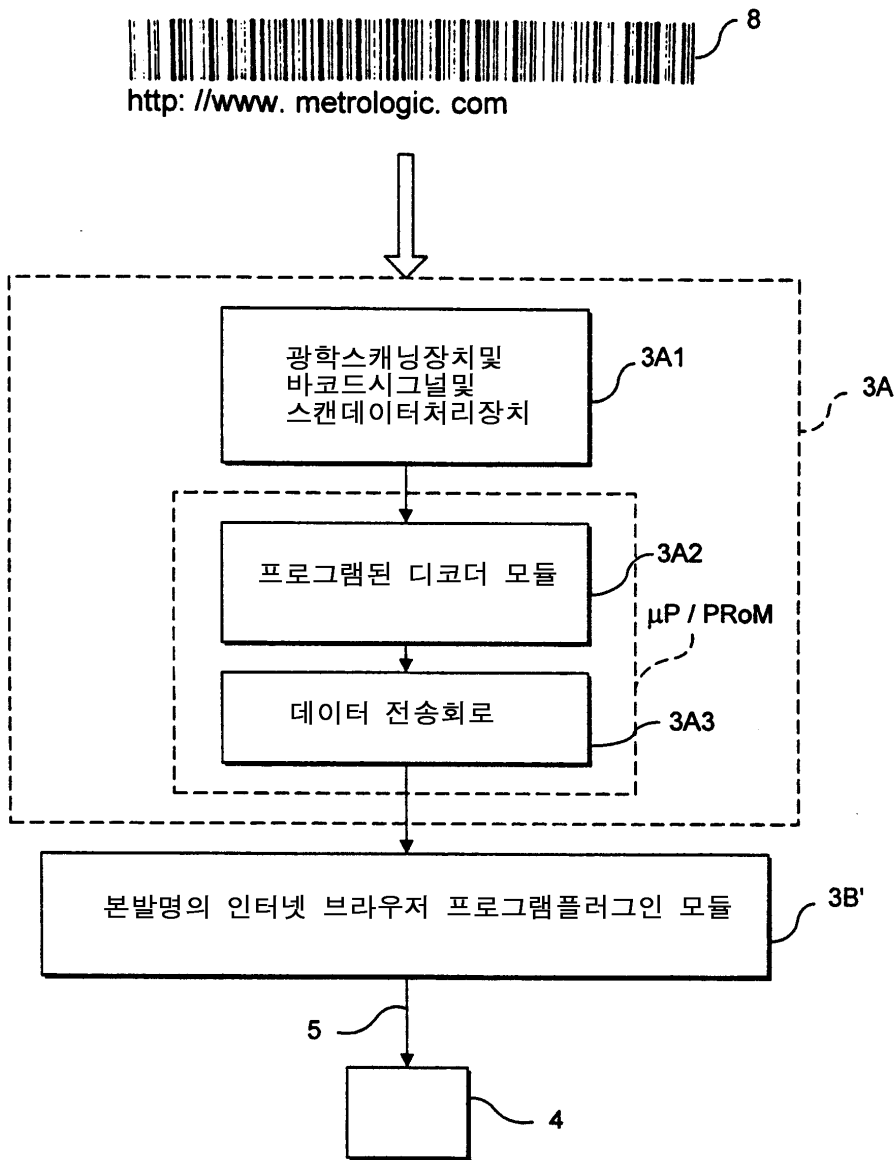 8
http: //www. metrologic. com
광학스캐닝장치및
바코드시그널및
스캔데이터처리장치
3A1
3A
프로그램된 디코더 모듈
3A2
μP / PRoM
데이터 전송회로
3A3
본발명의 인터넷 브라우저 프로그램플러그인 모듈
3B'
5
4